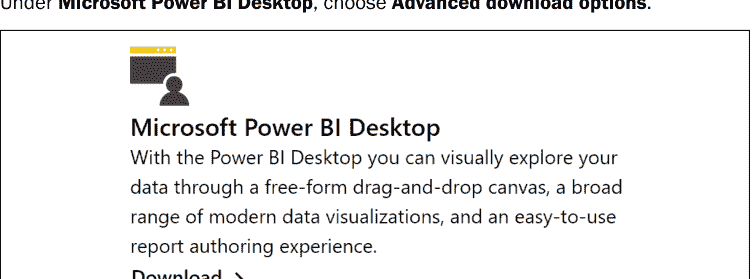 Under Microsoft Power BI Desktop, choose Advanced download options.
Microsoft Power BI Desktop
With the Power BI Desktop you can visually explore your
data through a free-form drag-and-drop canvas, a broad
range of modern data visualizations, and an easy-to-use
report authoring experience.
Download >